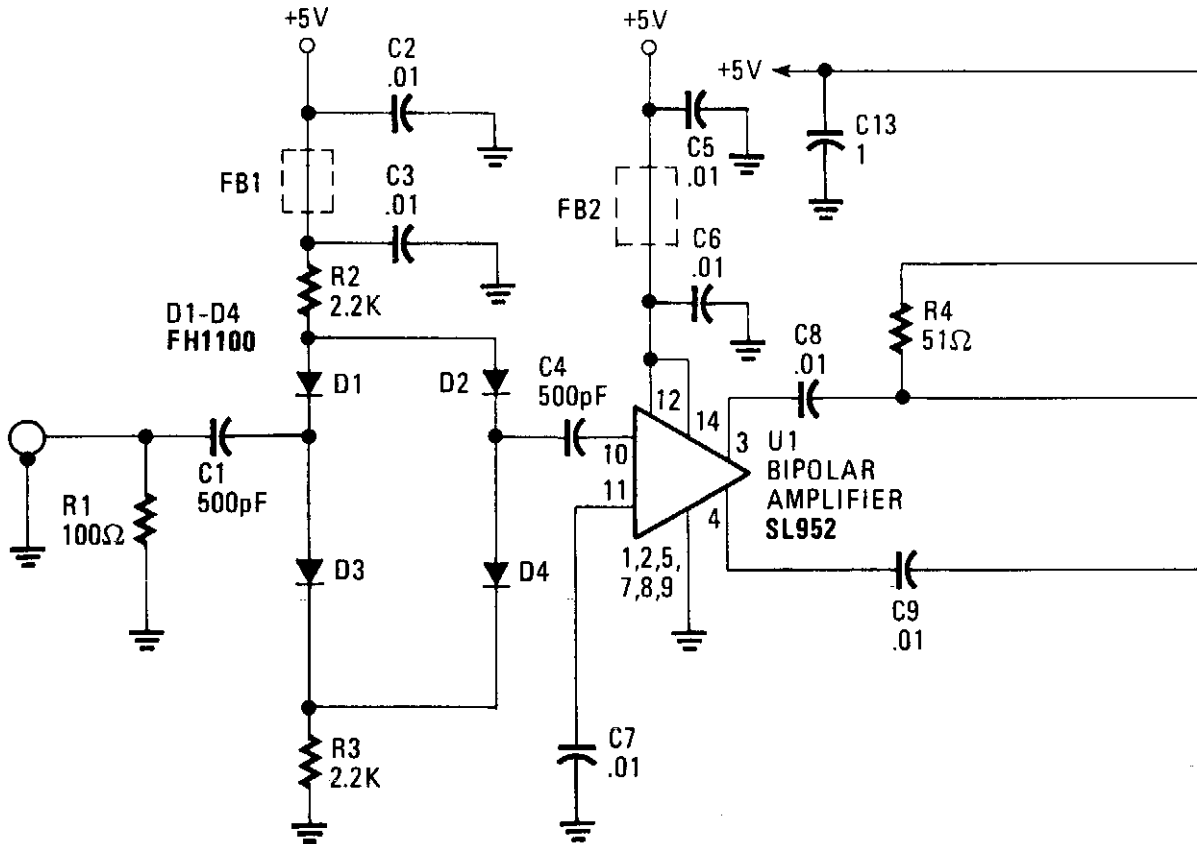 +5V
C2
.01
FB1
C3
.01
R2
2.2K
D1-D4
FH1100
D1
D2
C1
500pF
R1
100Ω
D3
D4
R3
2.2K
C4
500pF
+5V
C5
.01
FB2
C6
.01
12
14
10
11
3
4
1,2,5,
7,8,9
U1
BIPOLAR
AMPLIFIER
SL952
C7
.01
C8
.01
C9
.01
R4
51Ω
+5V
C13
1